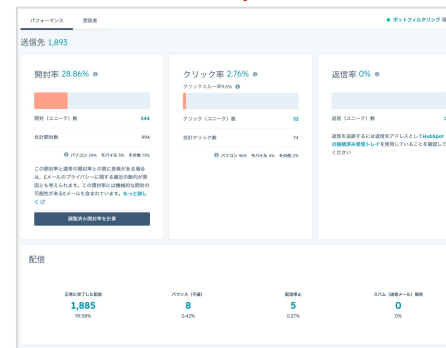 パフォーマンス 受信者
ボットフィルタリング
送信先 1,893
開封率 28.86%
クリック率 2.76%
返信率 0%
クリックスルー率9.56%
開封（ユニーク）数 544
クリック（ユニーク）数 52
返信（ユニーク）数
合計開封数 994
合計クリック数 74
返信を追跡するには送信元アドレスとしてHubSpot
の接続済み受信トレイを使用していることを確認して
ください
パソコン 24% モバイル 3% その他 73%
パソコン 96% モバイル 4% その他 0%
この開封率と通常の開封率との間に差異がある場合
は、Eメールのプライバシーに関する最近の動向が原
因とも考えられます。この開封率には機械的な開封の
可能性があるEメールも含まれています。もっと詳し
く
調整済み開封率を計算
配信
正常に完了した配信
1,885
99.58%
バウンス（不達）
8
0.42%
配信停止
5
0.27%
スパム（迷惑メール）報告
0
0%